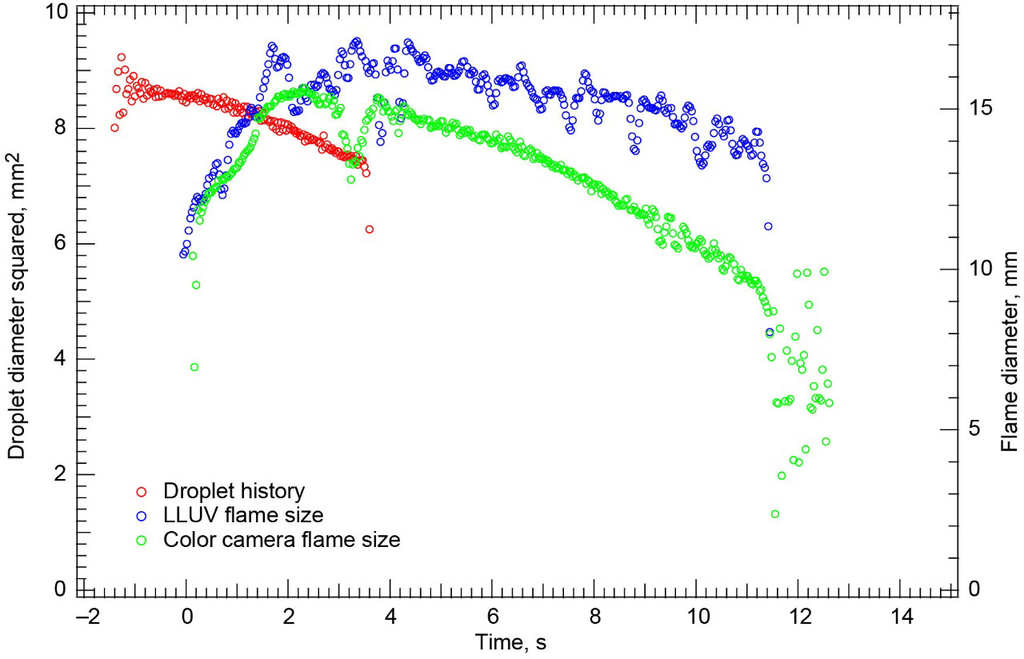 10
8
6
4
2
0
Droplet diameter squared, mm2
15
10
5
0
Flame diameter, mm
Droplet history
LLUV flame size
Color camera flame size
–2 0 2 4 6 8 10 12 14
Time, s